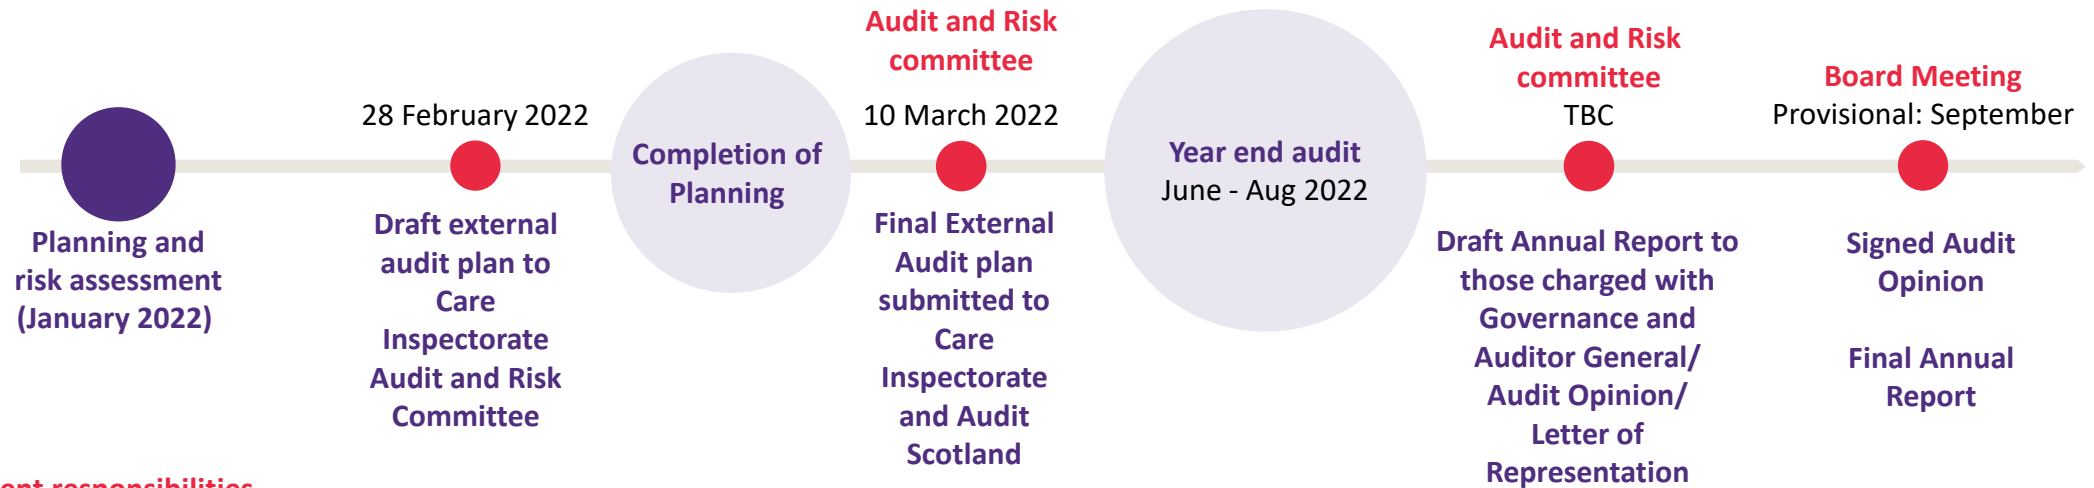 Planning and
risk assessment
(January 2022)
28 February 2022
Draft external
audit plan to
Care
Inspectorate
Audit and Risk
Committee
Completion of
Planning
Audit and Risk
committee
10 March 2022
Final External
Audit plan
submitted to
Care
Inspectorate
and Audit
Scotland
Year end audit
June - Aug 2022
Audit and Risk
committee
TBC
Draft Annual Report to
those charged with
Governance and
Auditor General/
Audit Opinion/
Letter of
Representation
Board Meeting
Provisional: September
Signed Audit
Opinion
Final Annual
Report
responsibilities